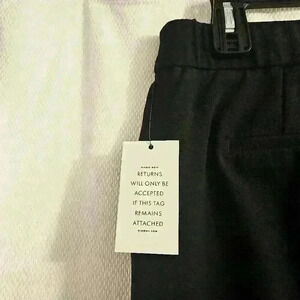 RETURNS
WILL ONLY BE
ACCEPTED
IF THIS TAG
REMAINS
ATTACHED